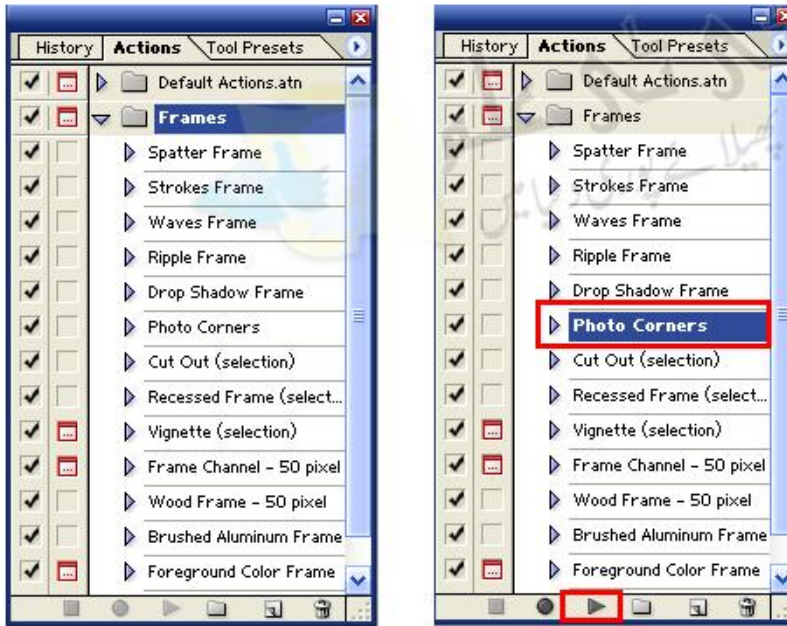 History Actions Tool Presets
Default Actions.atn
Frames
Spatter Frame
Strokes Frame
Waves Frame
Ripple Frame
Drop Shadow Frame
Photo Corners
Cut Out (selection)
Recessed Frame (select...
Vignette (selection)
Frame Channel - 50 pixel
Wood Frame - 50 pixel
Brushed Aluminum Frame
Foreground Color Frame
History Actions Tool Presets
Default Actions.atn
Frames
Spatter Frame
Strokes Frame
Waves Frame
Ripple Frame
Drop Shadow Frame
Photo Corners
Cut Out (selection)
Recessed Frame (select...
Vignette (selection)
Frame Channel - 50 pixel
Wood Frame - 50 pixel
Brushed Aluminum Frame
Foreground Color Frame